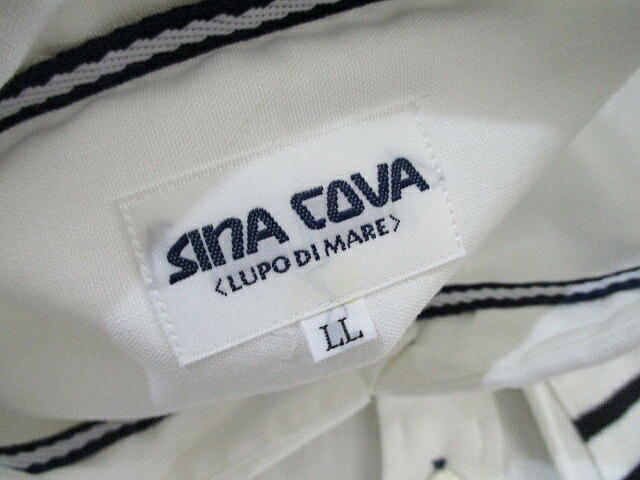 SINA COVA
<LUPO DI MARE>
LL